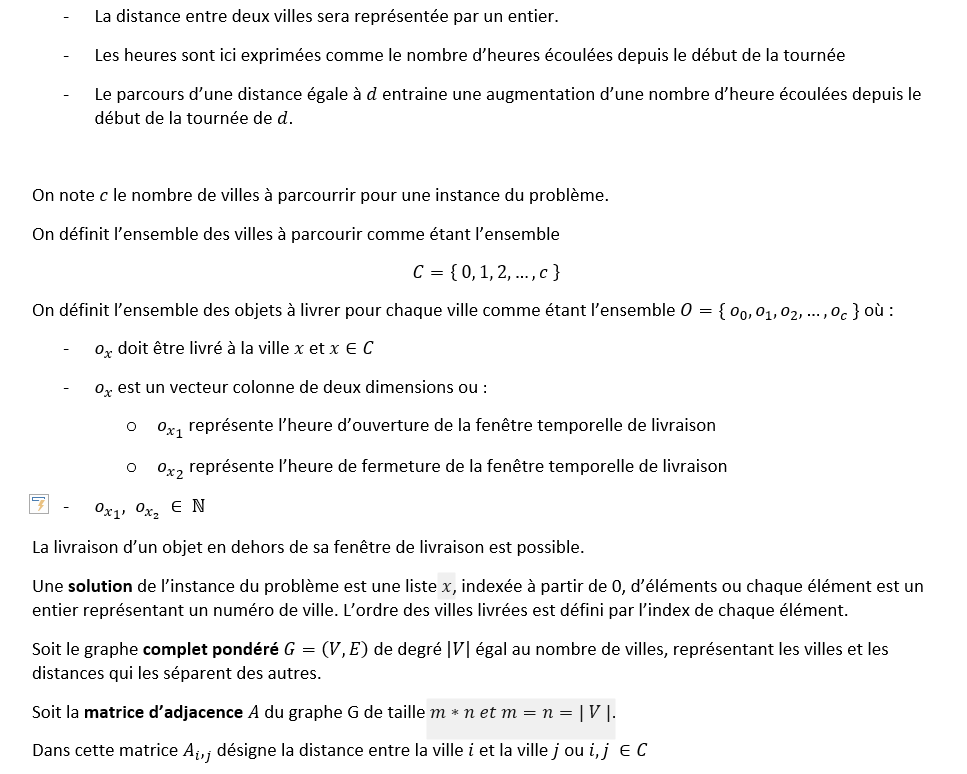 - La distance entre deux villes sera représentée par un entier.
- Les heures sont ici exprimées comme le nombre d’heures écoulées depuis le début de la tournée
- Le parcours d’une distance égale à d entraine une augmentation d’une nombre d’heure écoulées depuis le
début de la tournée de d.
On note c le nombre de villes à parcourrir pour une instance du problème.
On définit l’ensemble des villes à parcourir comme étant l’ensemble
C = { 0, 1, 2, … , c }
On définit l’ensemble des objets à livrer pour chaque ville comme étant l’ensemble O = { o₀, o₁, o₂, … , o_c } où :
- o_x doit être livré à la ville x et x ∈ C
- o_x est un vecteur colonne de deux dimensions ou :
○ o_{x_1} représente l’heure d’ouverture de la fenêtre temporelle de livraison
○ o_{x_2} représente l’heure de fermeture de la fenêtre temporelle de livraison
- o_{x_1}, o_{x_2} ∈ ℕ
La livraison d’un objet en dehors de sa fenêtre de livraison est possible.
Une solution de l’instance du problème est une liste x, indexée à partir de 0, d’éléments ou chaque élément est un
entier représentant un numéro de ville. L’ordre des villes livrées est défini par l’index de chaque élément.
Soit le graphe complet pondéré G = (V, E) de degré |V| égal au nombre de villes, représentant les villes et les
distances qui les séparent des autres.
Soit la matrice d’adjacence A du graphe G de taille m ∗ n et m = n = | V |.
Dans cette matrice A_{i,j} désigne la distance entre la ville i et la ville j ou i, j ∈ C